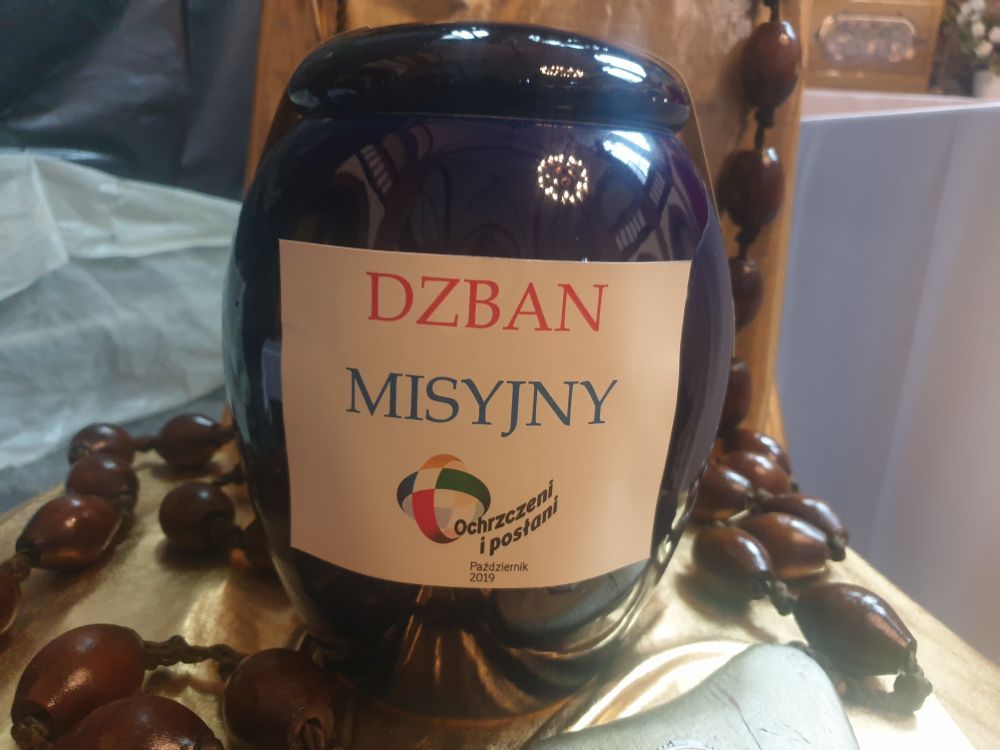 DZBAN
MISYJNY
Ochrzczeni
i posłani
Październik
2019